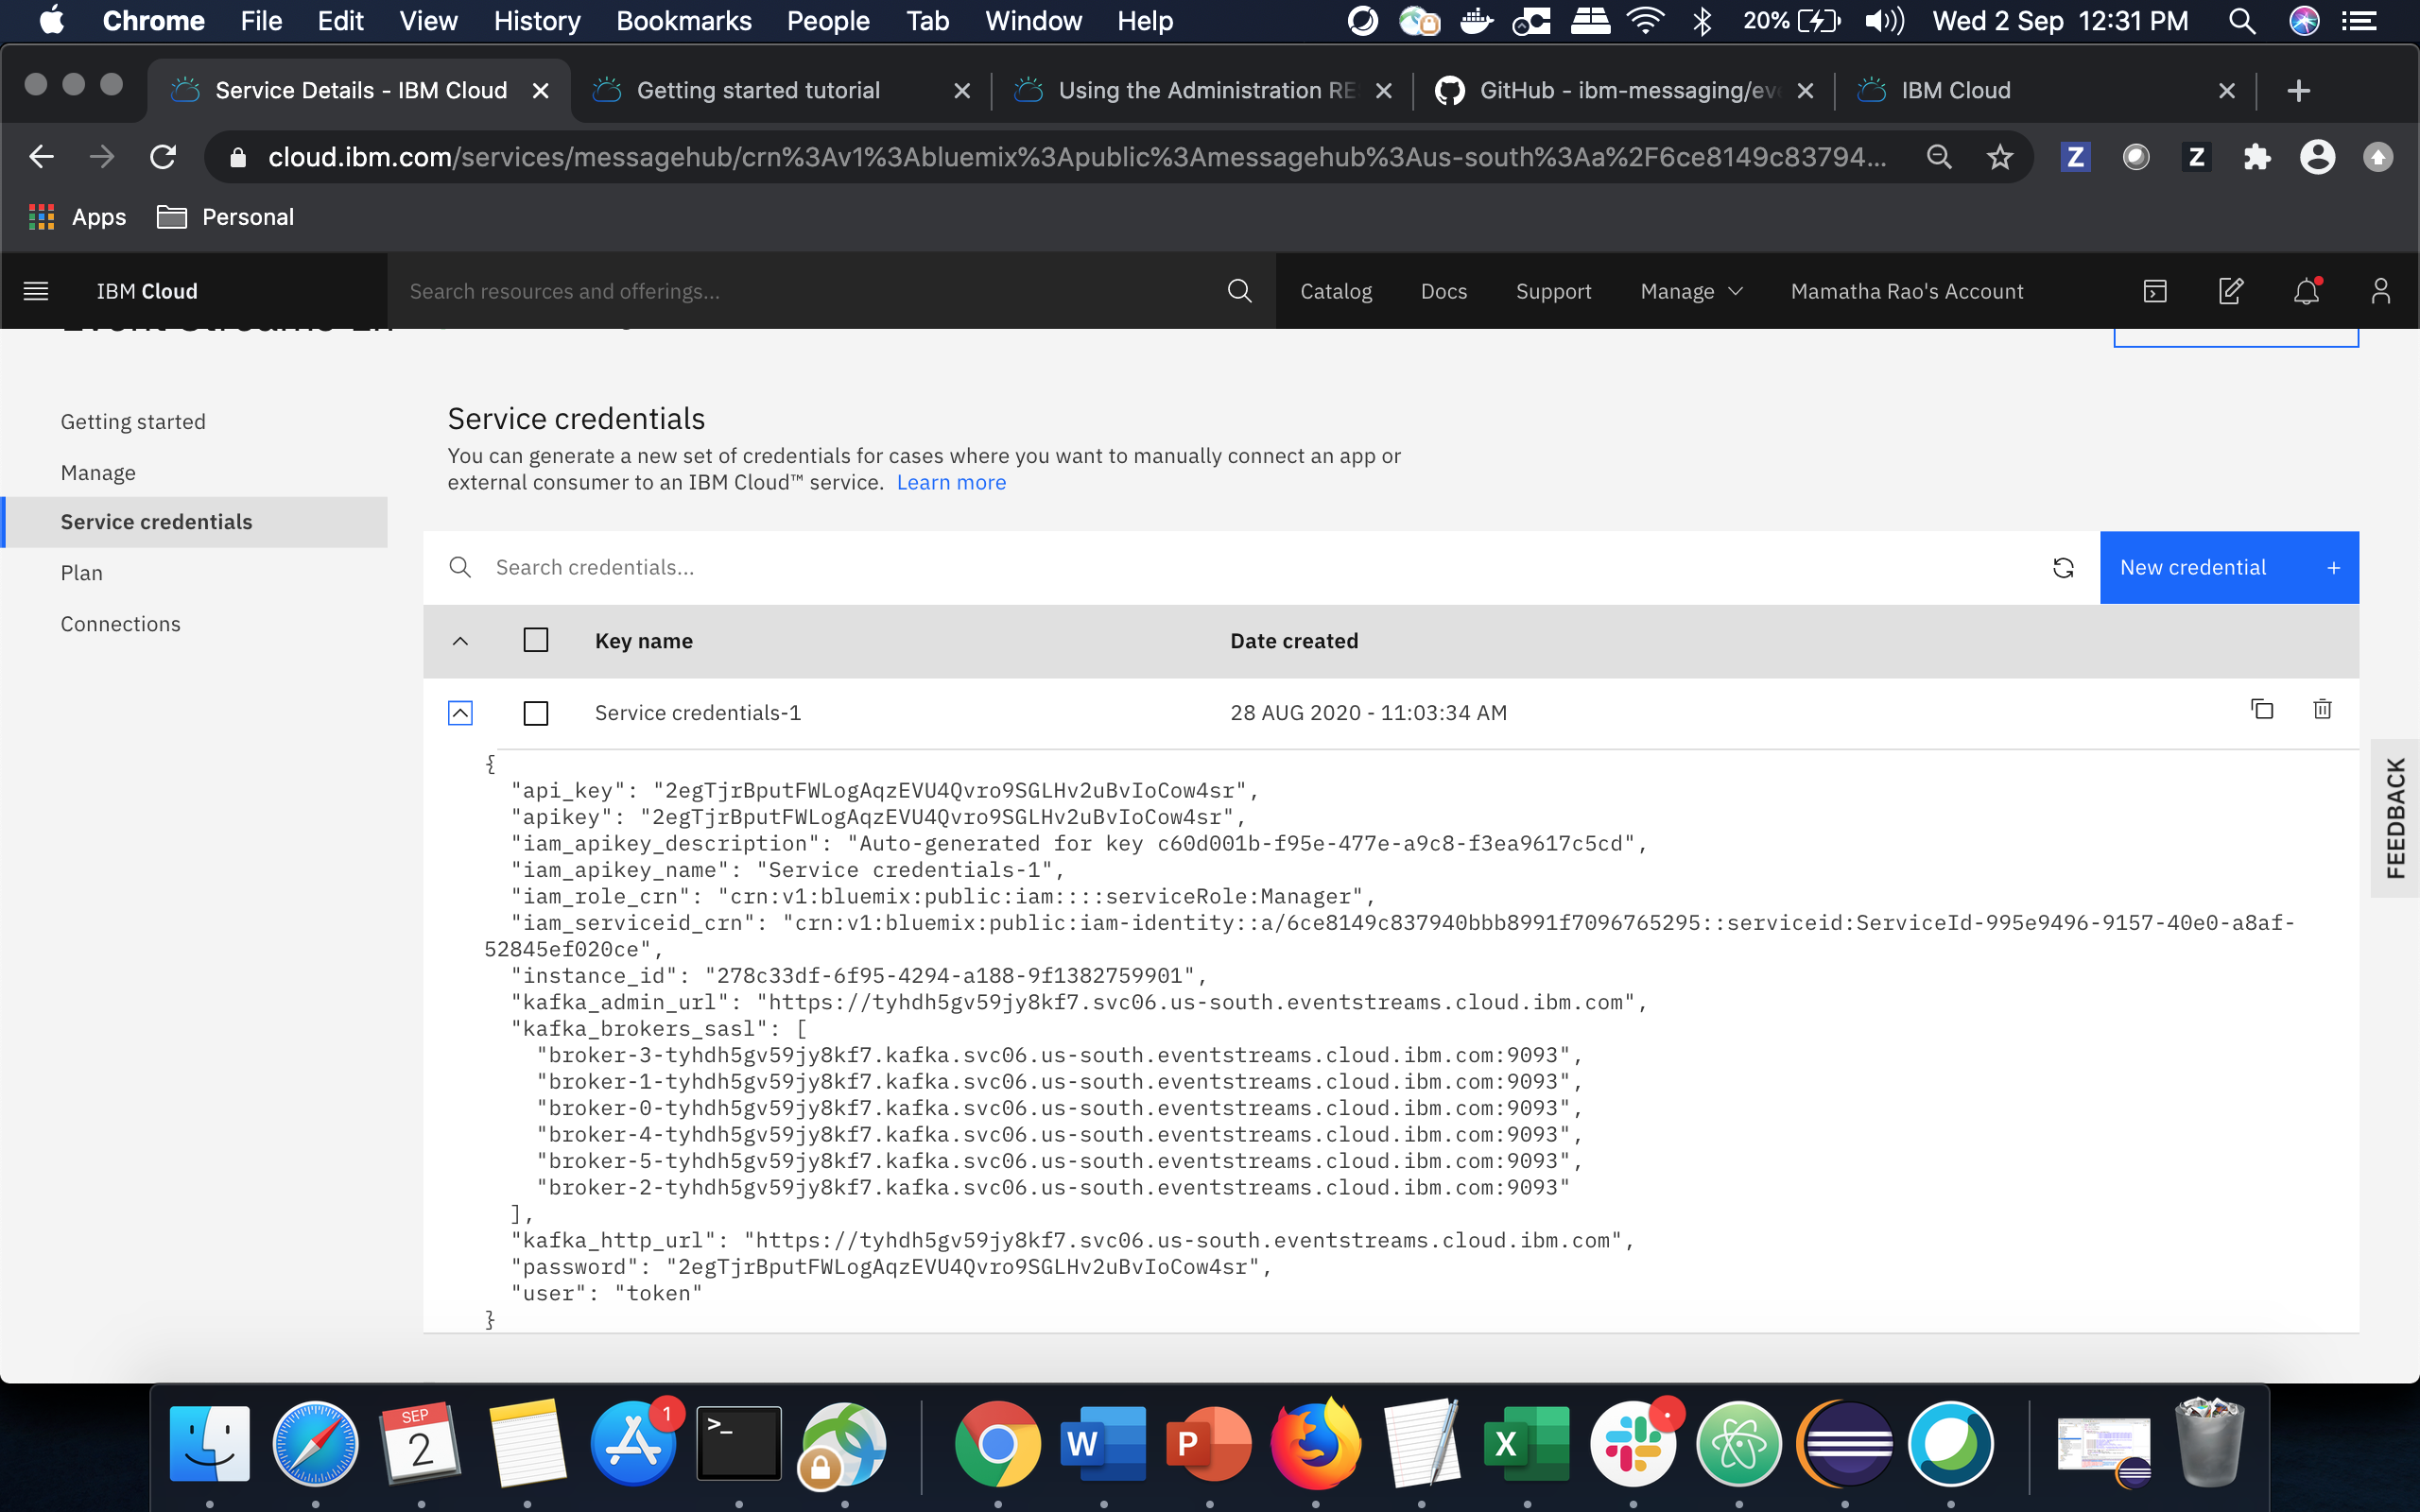 Chrome File Edit View History Bookmarks People Tab Window Help 20% Wed 2 Sep 12:31 PM
Service Details - IBM Cloud Getting started tutorial Using the Administration RE GitHub - ibm-messaging/eve IBM Cloud
cloud.ibm.com/services/messagehub/crn%3Av1%3Abluemix%3Apublic%3Amessagehub%3Aus-south%3Aa%2F6ce8149c83794...
Apps Personal
IBM Cloud Search resources and offerings... Catalog Docs Support Manage Mamatha Rao's Account
Getting started
Manage
Service credentials
Plan
Connections
Service credentials
You can generate a new set of credentials for cases where you want to manually connect an app or
external consumer to an IBM Cloud™ service. Learn more
Search credentials... New credential +
Key name Date created
Service credentials-1 28 AUG 2020 - 11:03:34 AM
{
"api_key": "2egTjrBputFWLogAqzEVU4Qvro9SGLHv2uBvIoCow4sr",
"apikey": "2egTjrBputFWLogAqzEVU4Qvro9SGLHv2uBvIoCow4sr",
"iam_apikey_description": "Auto-generated for key c60d001b-f95e-477e-a9c8-f3ea9617c5cd",
"iam_apikey_name": "Service credentials-1",
"iam_role_crn": "crn:v1:bluemix:public:iam::::serviceRole:Manager",
"iam_serviceid_crn": "crn:v1:bluemix:public:iam-identity::a/6ce8149c837940bbb8991f7096765295::serviceid:ServiceId-995e9496-9157-40e0-a8af-
52845ef020ce",
"instance_id": "278c33df-6f95-4294-a188-9f1382759901",
"kafka_admin_url": "https://tyhdh5gv59jy8kf7.svc06.us-south.eventstreams.cloud.ibm.com",
"kafka_brokers_sasl": [
"broker-3-tyhdh5gv59jy8kf7.kafka.svc06.us-south.eventstreams.cloud.ibm.com:9093",
"broker-1-tyhdh5gv59jy8kf7.kafka.svc06.us-south.eventstreams.cloud.ibm.com:9093",
"broker-0-tyhdh5gv59jy8kf7.kafka.svc06.us-south.eventstreams.cloud.ibm.com:9093",
"broker-4-tyhdh5gv59jy8kf7.kafka.svc06.us-south.eventstreams.cloud.ibm.com:9093",
"broker-5-tyhdh5gv59jy8kf7.kafka.svc06.us-south.eventstreams.cloud.ibm.com:9093",
"broker-2-tyhdh5gv59jy8kf7.kafka.svc06.us-south.eventstreams.cloud.ibm.com:9093"
],
"kafka_http_url": "https://tyhdh5gv59jy8kf7.svc06.us-south.eventstreams.cloud.ibm.com",
"password": "2egTjrBputFWLogAqzEVU4Qvro9SGLHv2uBvIoCow4sr",
"user": "token"
}
FEEDBACK
SEP
2
1
>_
W
P
X